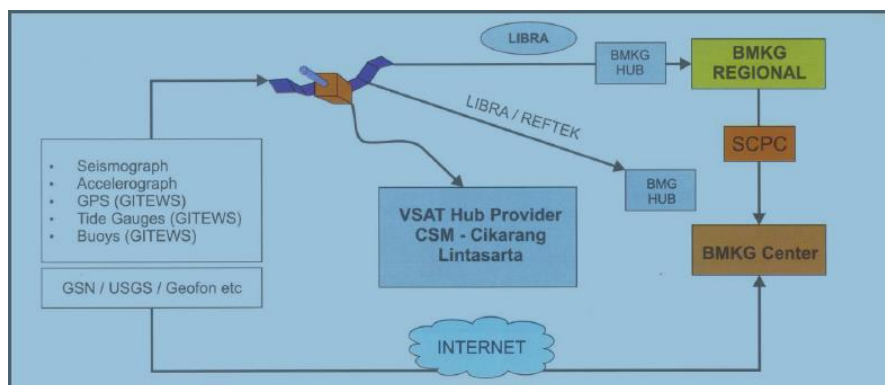 LIBRA
BMKG
HUB
BMKG
REGIONAL
LIBRA / REFTEK
SCPC
• Seismograph
• Accelerograph
• GPS (GITEWS)
• Tide Gauges (GITEWS)
• Buoys (GITEWS)
VSAT Hub Provider
CSM - Cikarang
Lintasarta
BMG
HUB
BMKG Center
GSN / USGS / Geofon etc
INTERNET